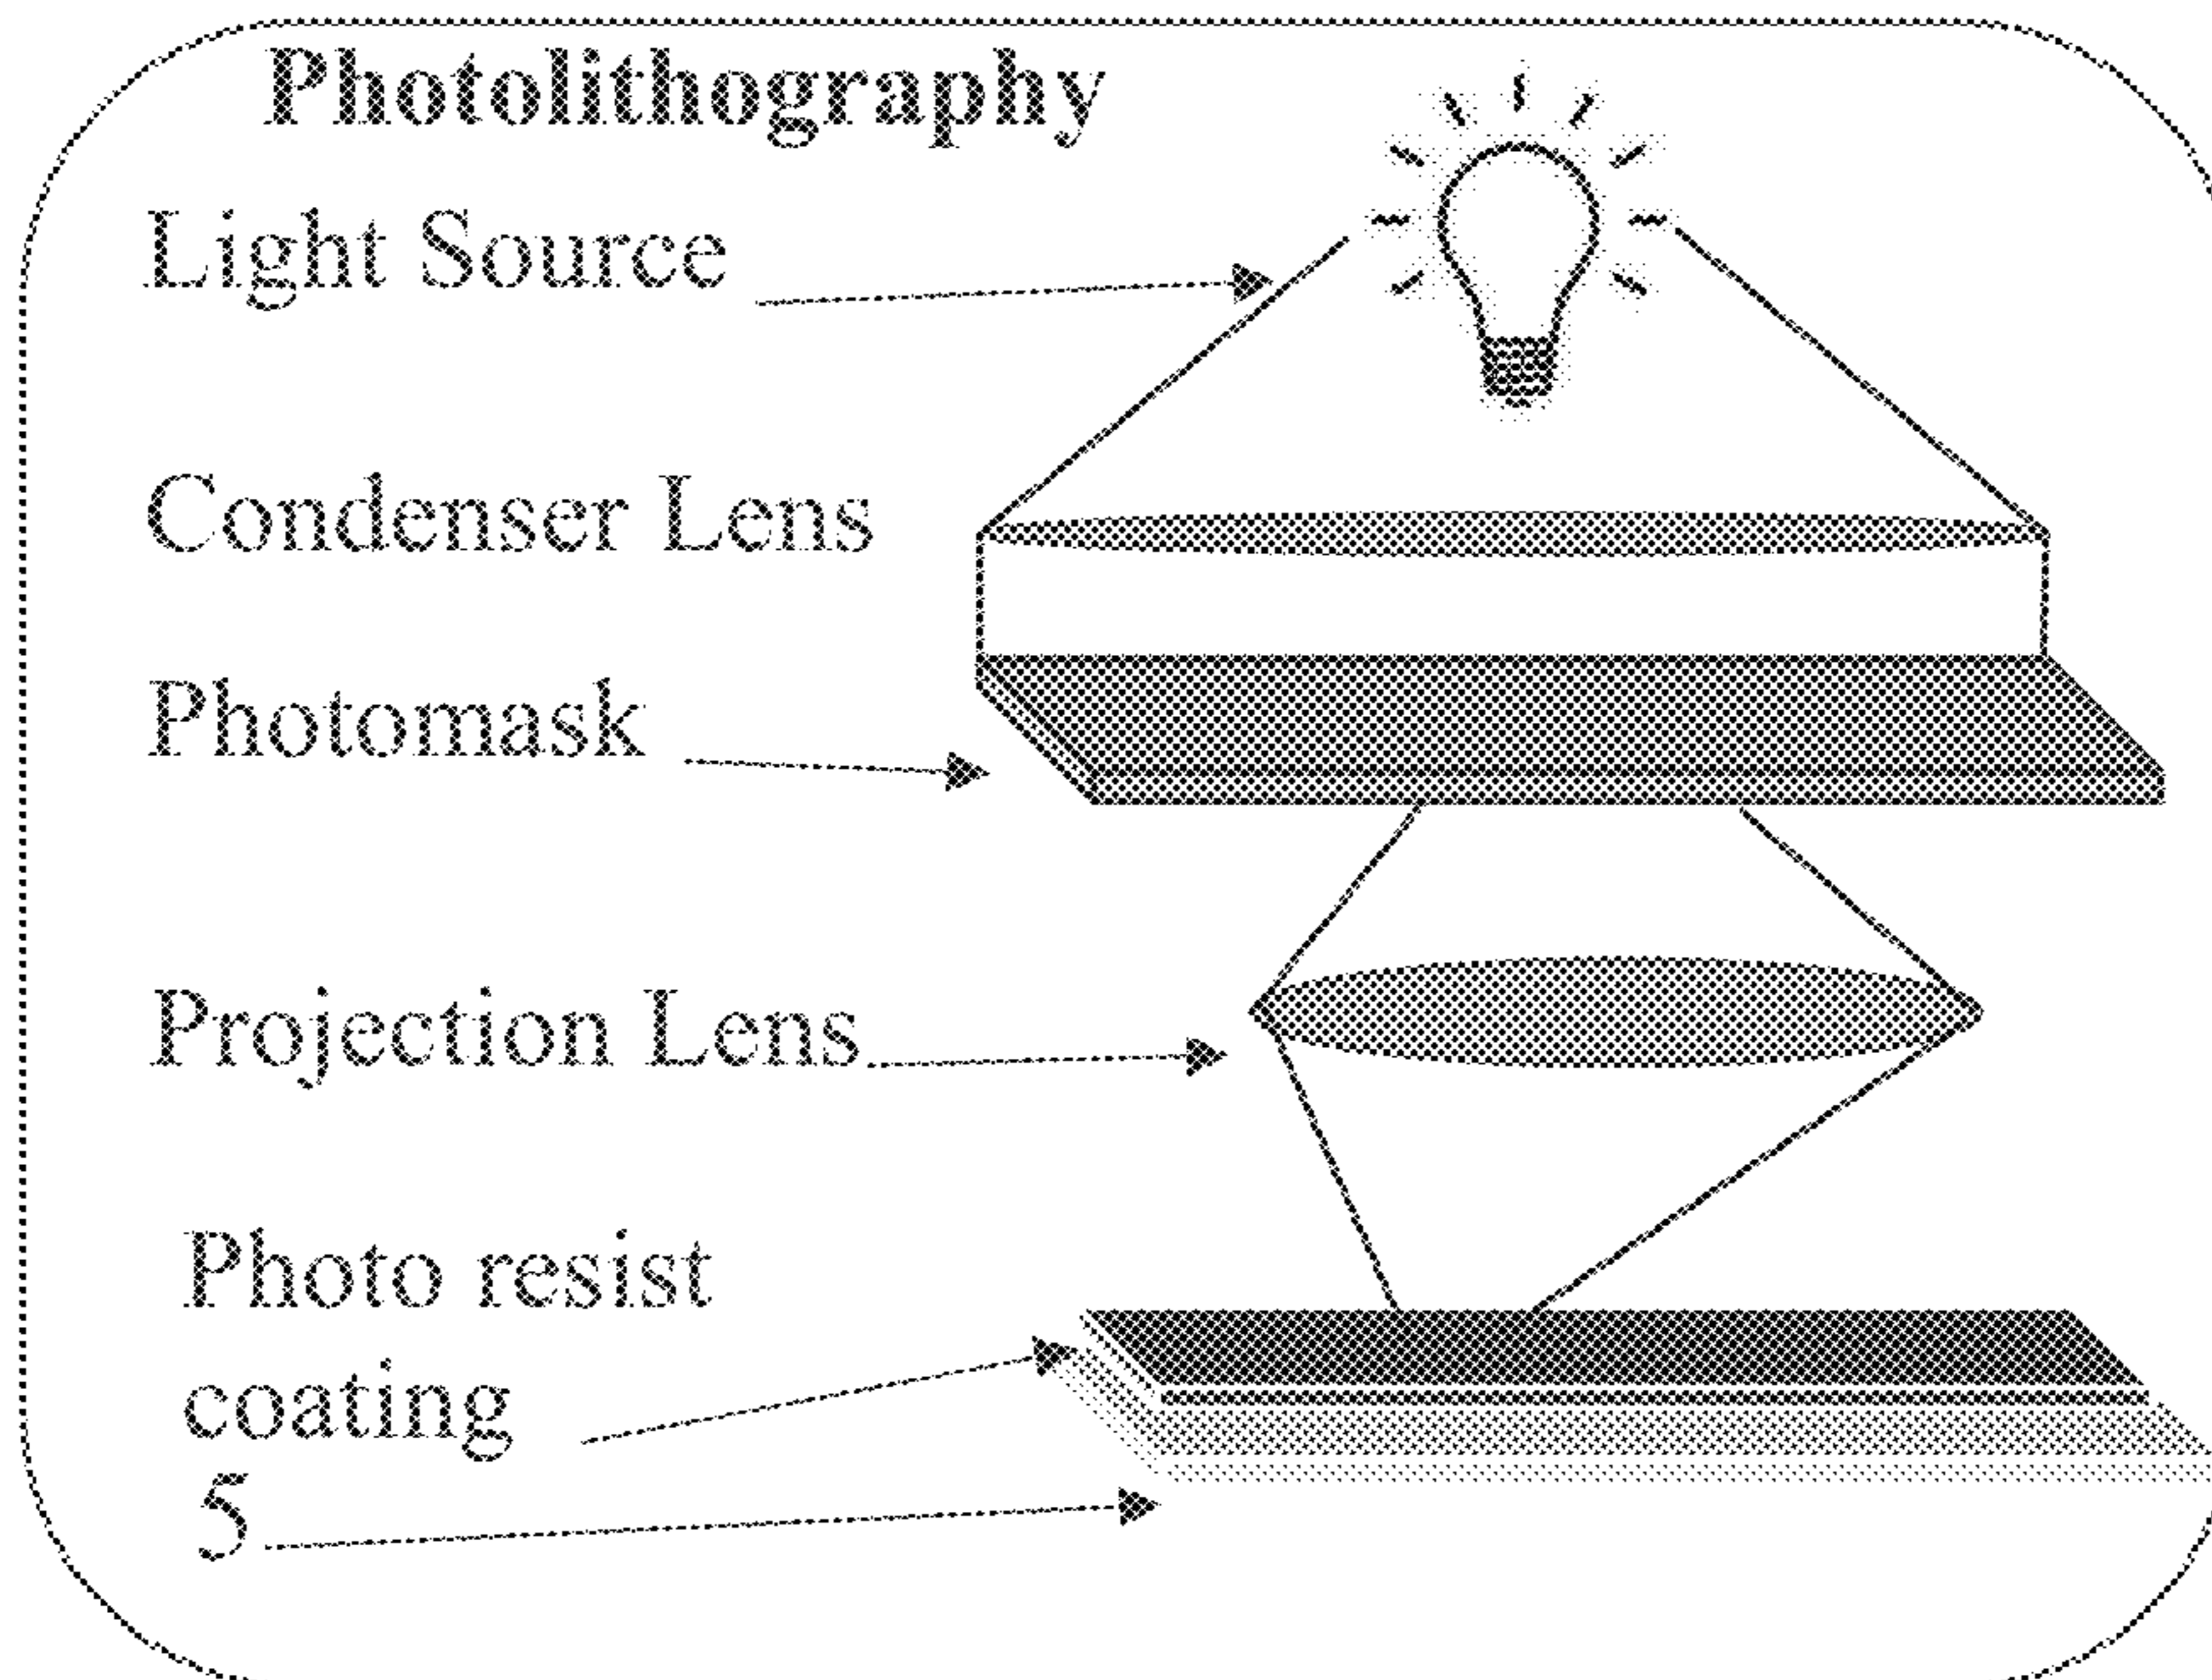 Photolithography
Light Source
Condenser Lens
Photomask
Projection Lens
Photo resist
coating
5